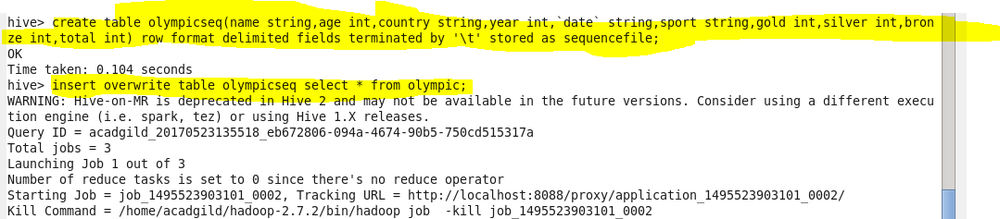 hive> create table olympicseq(name string,age int,country string,year int,`date` string,sport string,gold int,silver int,bron
ze int,total int) row format delimited fields terminated by '\t' stored as sequencefile;
OK
Time taken: 0.104 seconds
hive> insert overwrite table olympicseq select * from olympic;
WARNING: Hive-on-MR is deprecated in Hive 2 and may not be available in the future versions. Consider using a different execu
tion engine (i.e. spark, tez) or using Hive 1.X releases.
Query ID = acadgild_20170523135518_eb672806-094a-4674-90b5-750cd515317a
Total jobs = 3
Launching Job 1 out of 3
Number of reduce tasks is set to 0 since there's no reduce operator
Starting Job = job_1495523903101_0002, Tracking URL = http://localhost:8088/proxy/application_1495523903101_0002/
Kill Command = /home/acadgild/hadoop-2.7.2/bin/hadoop job  -kill job_1495523903101_0002